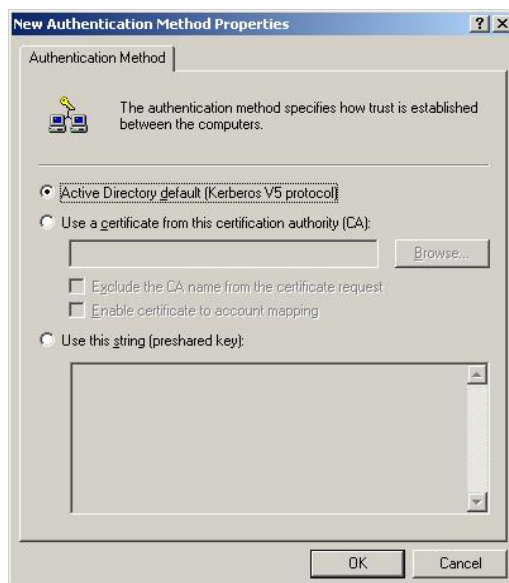 New Authentication Method Properties
Authentication Method
The authentication method specifies how trust is established
between the computers.
Active Directory default (Kerberos V5 protocol)
Use a certificate from this certification authority (CA):
Browse...
Exclude the CA name from the certificate request
Enable certificate to account mapping
Use this string (preshared key):
OK Cancel